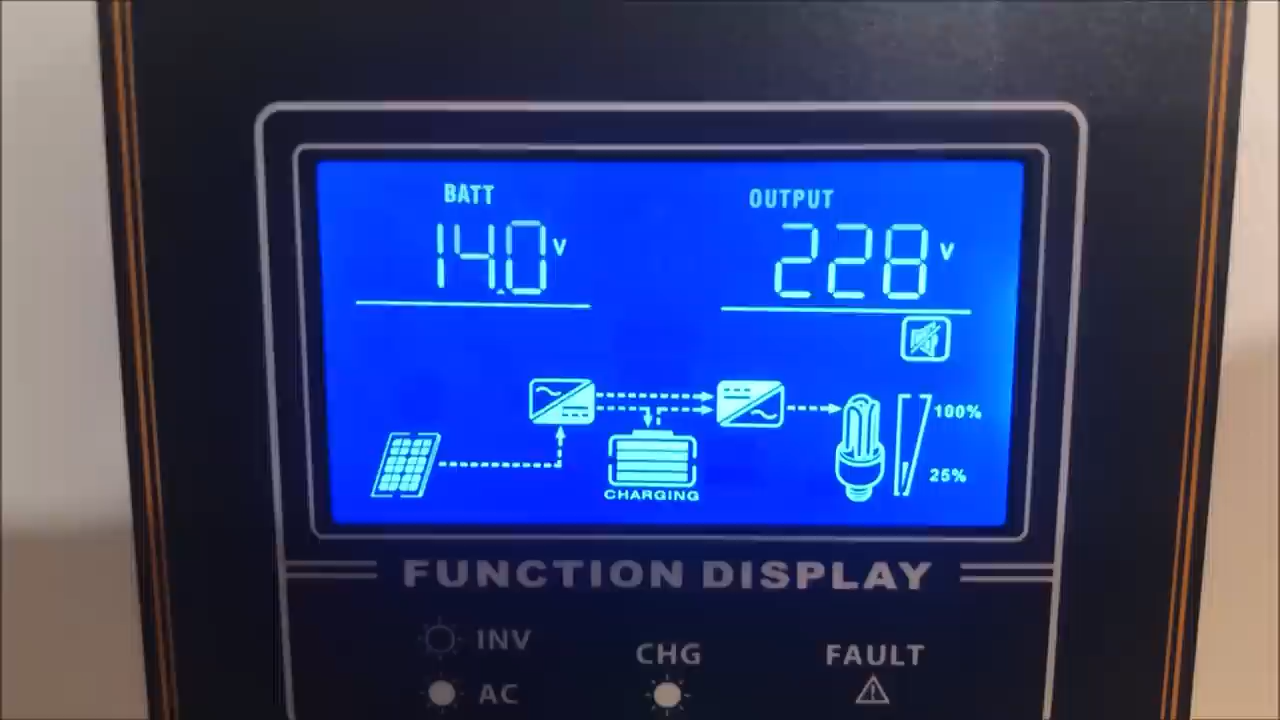 BATT OUTPUT
14.0V 228V
100%
25%
CHARGING
FUNCTION DISPLAY
INV
CHG FAULT
AC